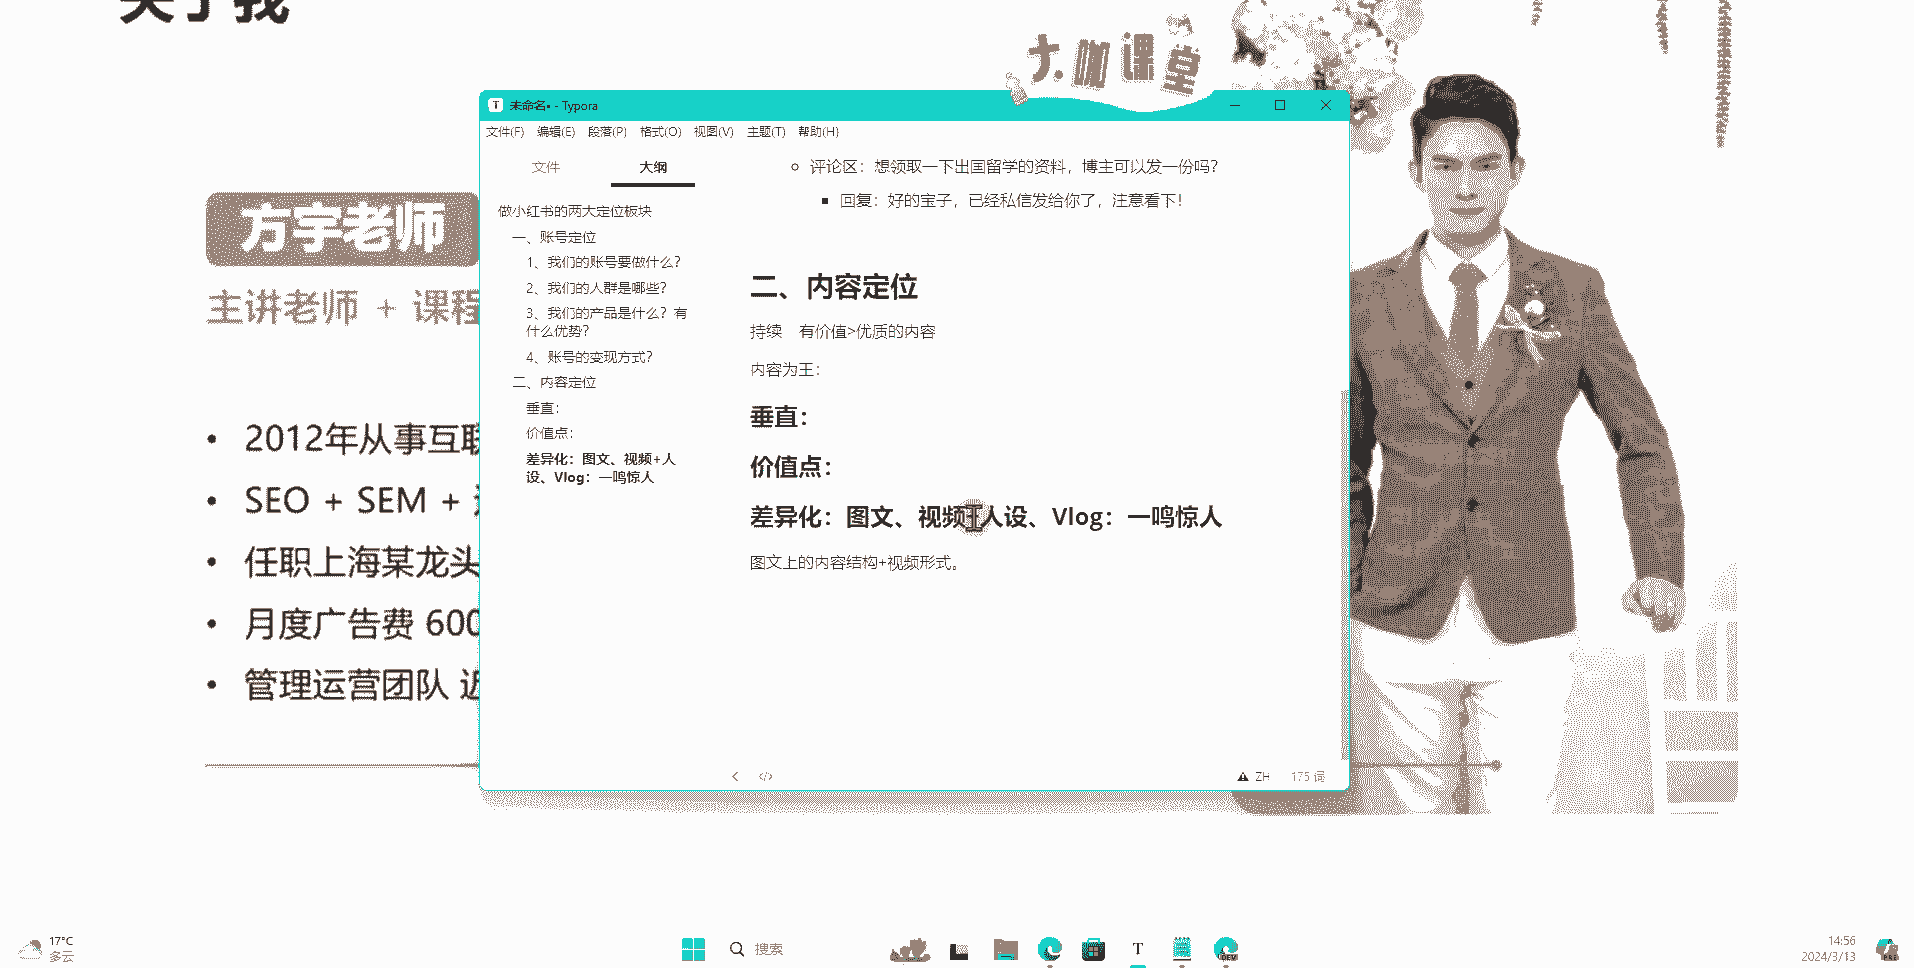 关于我
大咖课堂
方宇老师
主讲老师 + 课程
2012年从事互联
SEO + SEM +
任职上海某龙头
月度广告费 600
管理运营团队 近
未命名• - Typora
文件(F) 编辑(E) 段落(P) 格式(O) 视图(V) 主题(T) 帮助(H)
文件 大纲
做小红书的两大定位板块
一、账号定位
1、我们的账号要做什么？
2、我们的人群是哪些？
3、我们的产品是什么？有
什么优势？
4、账号的变现方式？
二、内容定位
垂直：
价值点：
差异化：图文、视频+人
设、Vlog：一鸣惊人
评论区：想领取一下出国留学的资料，博主可以发一份吗？
回复：好的宝子，已经私信发给你了，注意看下！
二、内容定位
持续 有价值>优质的内容
内容为王：
垂直：
价值点：
差异化：图文、视频+人设、Vlog：一鸣惊人
图文上的内容结构+视频形式。
ZH 175 词
17°C
多云
搜索
14:56
2024/3/13